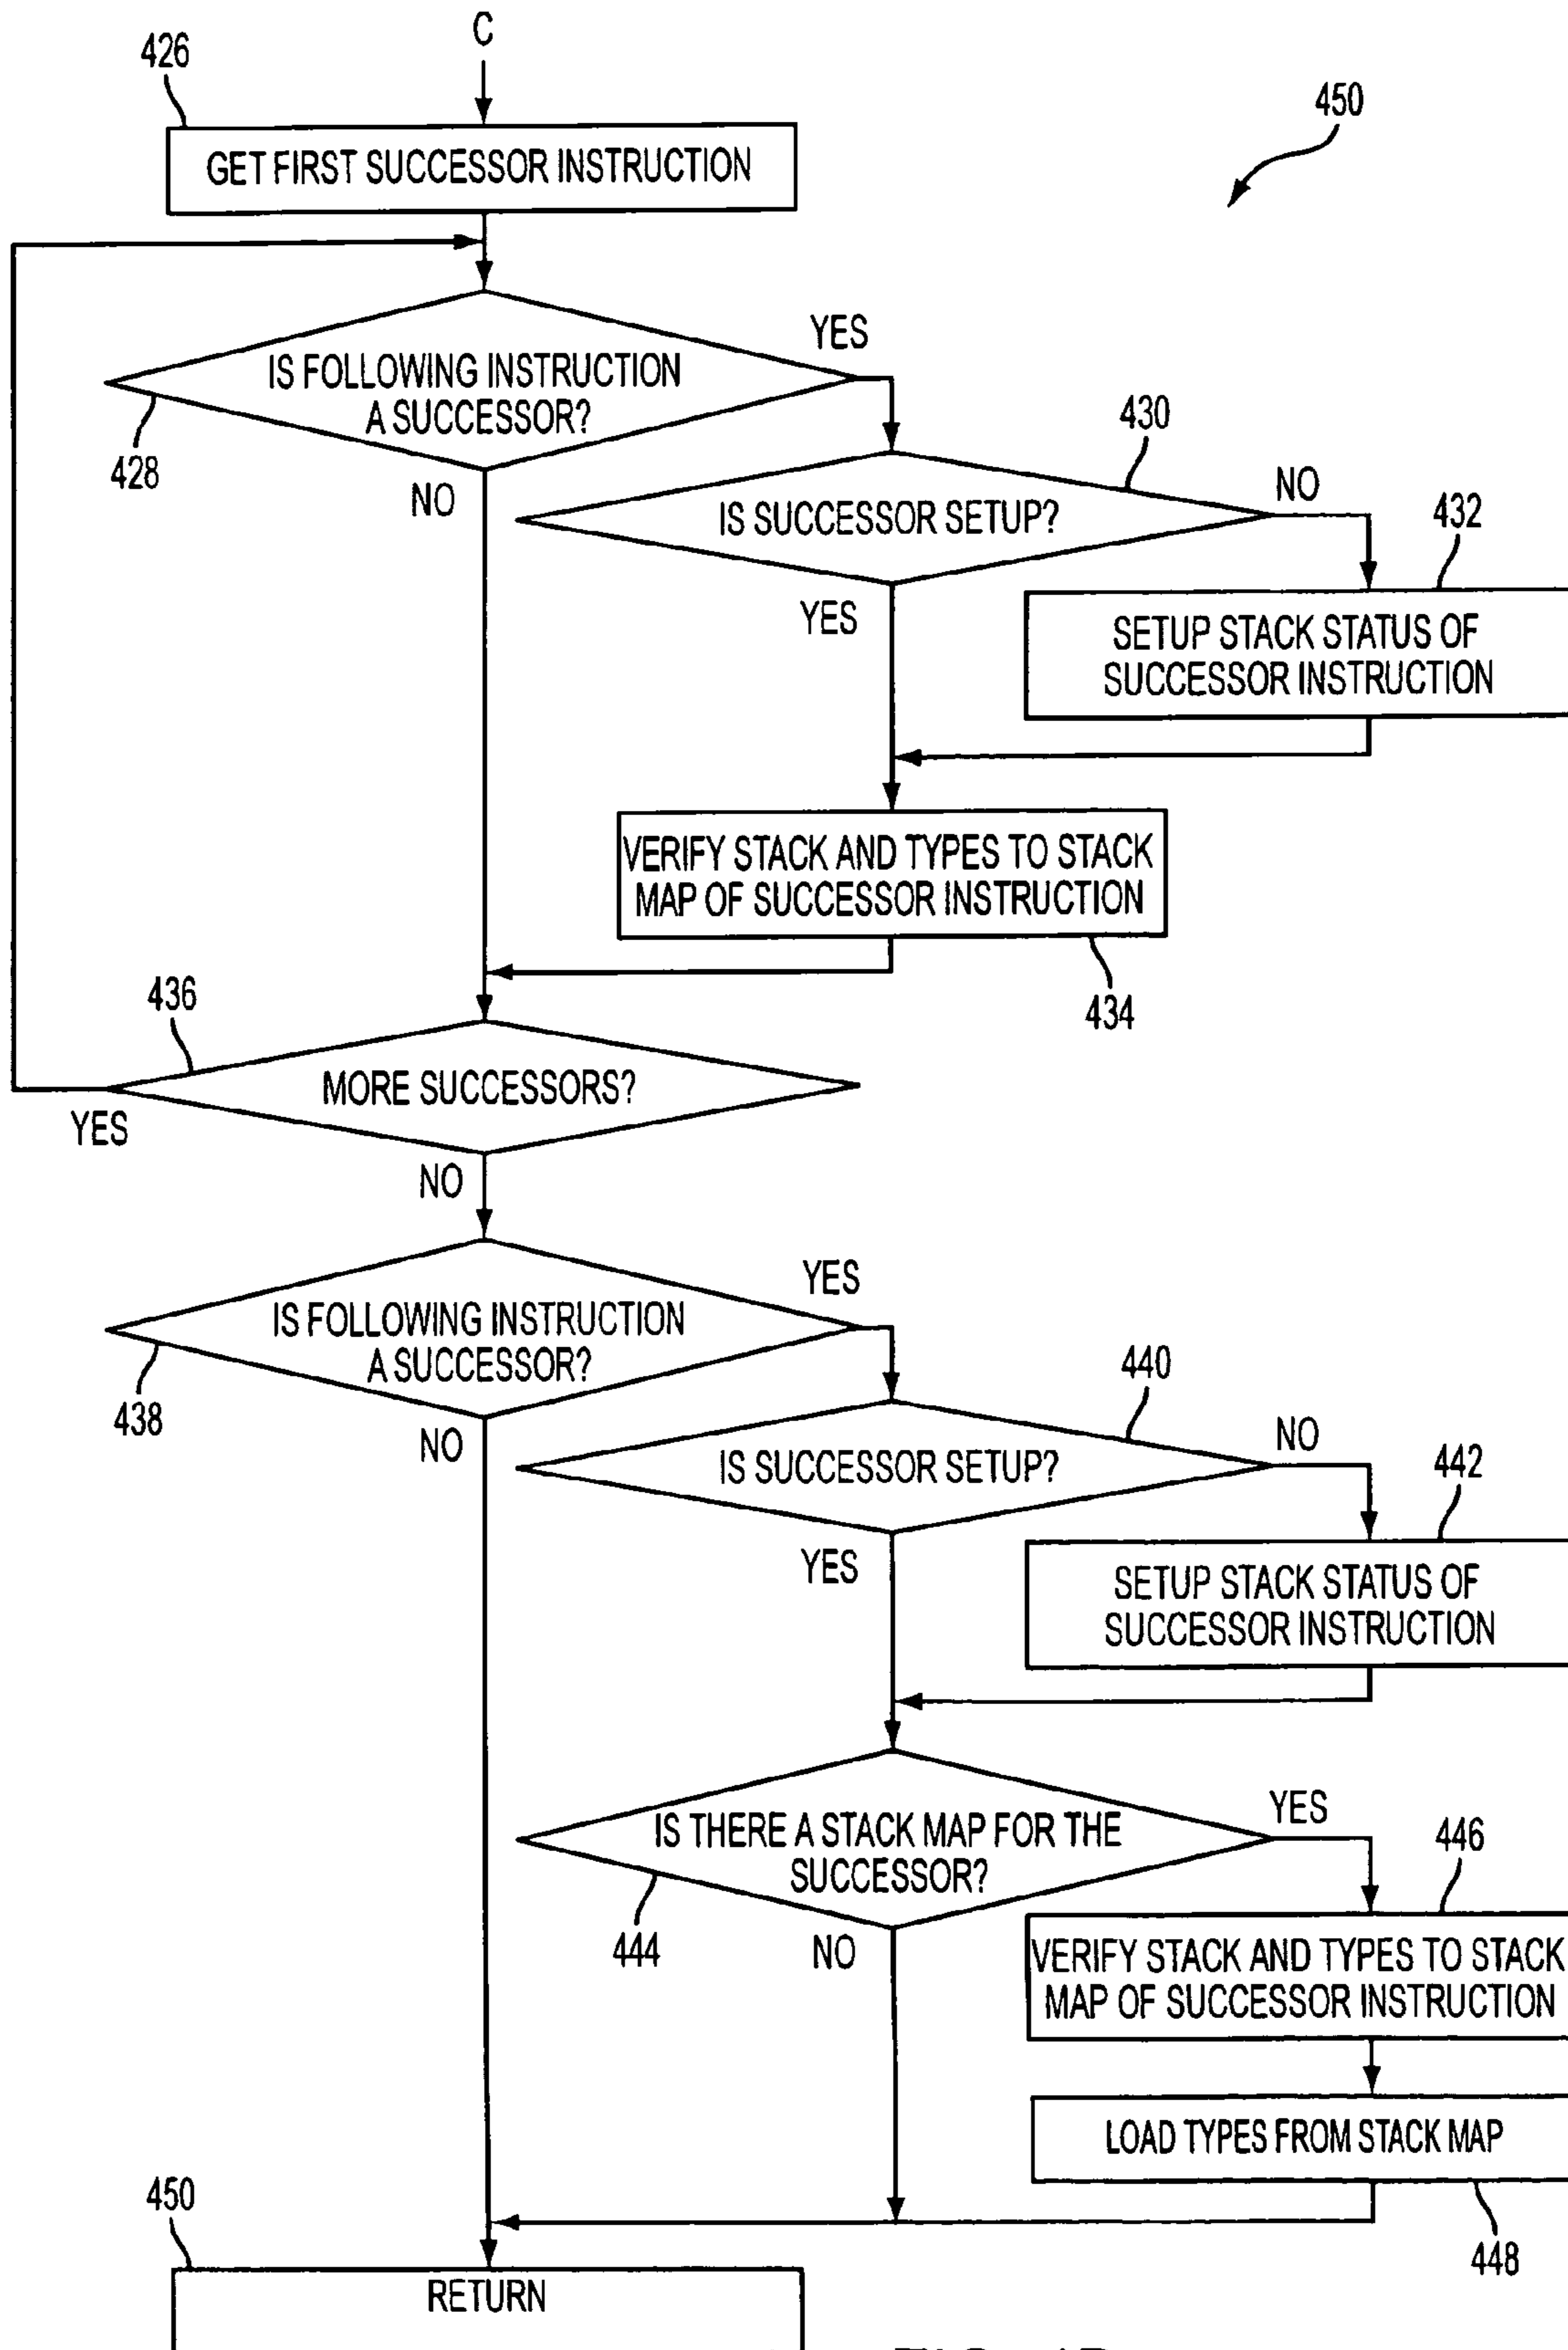 C
426
450
GET FIRST SUCCESSOR INSTRUCTION
YES
IS FOLLOWING INSTRUCTION
A SUCCESSOR?
428
NO
430
NO
IS SUCCESSOR SETUP?
432
YES
SETUP STACK STATUS OF
SUCCESSOR INSTRUCTION
VERIFY STACK AND TYPES TO STACK
MAP OF SUCCESSOR INSTRUCTION
434
436
MORE SUCCESSORS?
YES
NO
YES
IS FOLLOWING INSTRUCTION
A SUCCESSOR?
438
NO
440
NO
IS SUCCESSOR SETUP?
442
YES
SETUP STACK STATUS OF
SUCCESSOR INSTRUCTION
YES
IS THERE A STACK MAP FOR THE
SUCCESSOR?
444
NO
446
VERIFY STACK AND TYPES TO STACK
MAP OF SUCCESSOR INSTRUCTION
LOAD TYPES FROM STACK MAP
448
450
RETURN